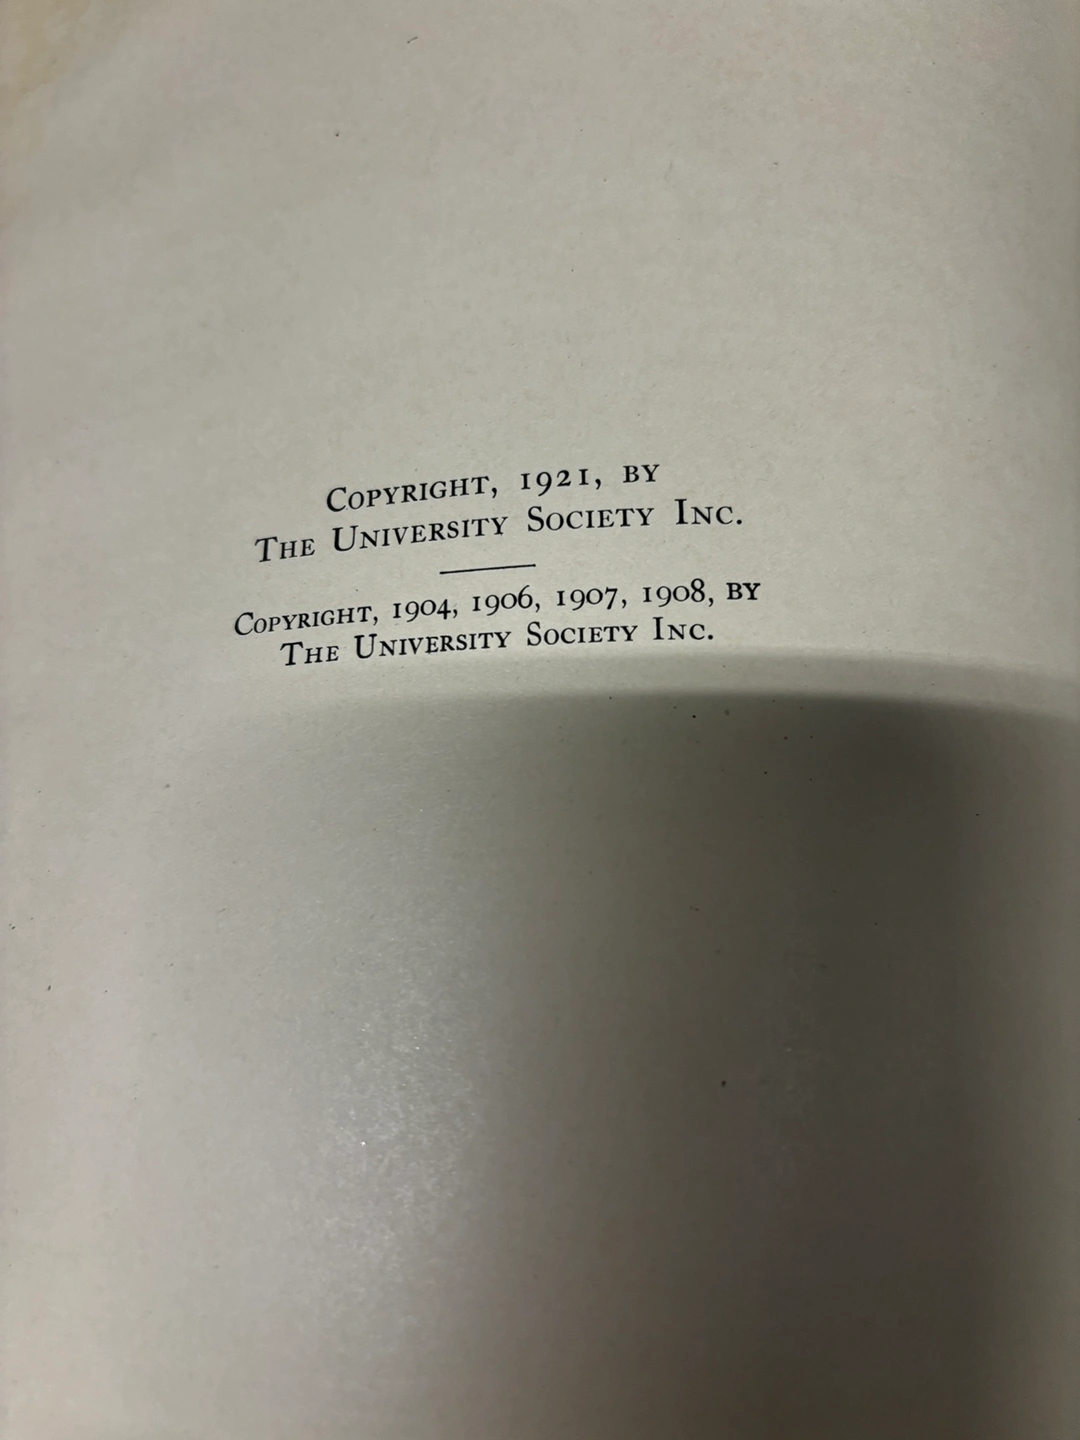 Copyright, 1921, by
The University Society Inc.
Copyright, 1904, 1906, 1907, 1908, by
The University Society Inc.